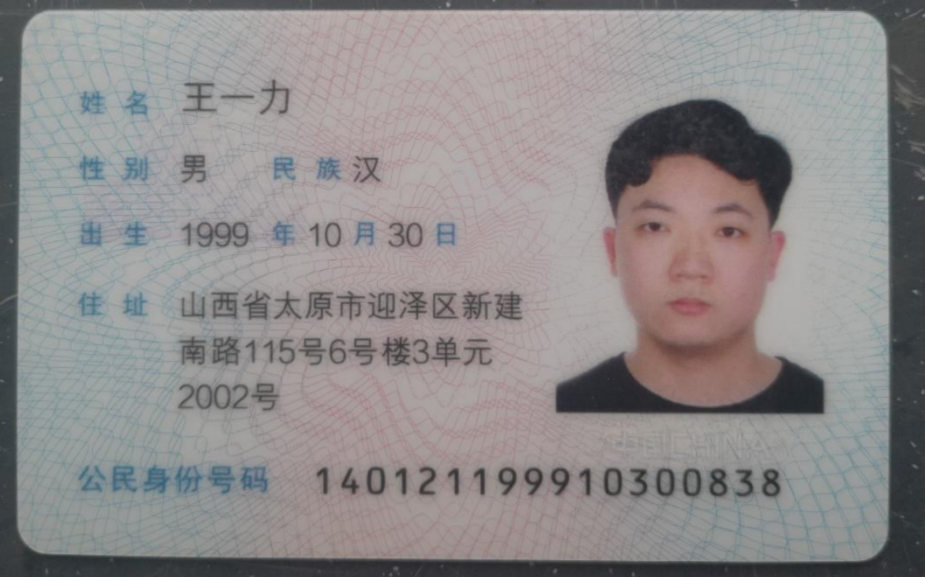 姓名 王一力
性别 男 民族 汉
出生 1999 年 10 月 30 日
住址 山西省太原市迎泽区新建
南路115号6号楼3单元
2002号
中国CHINA
公民身份号码 140121199910300838